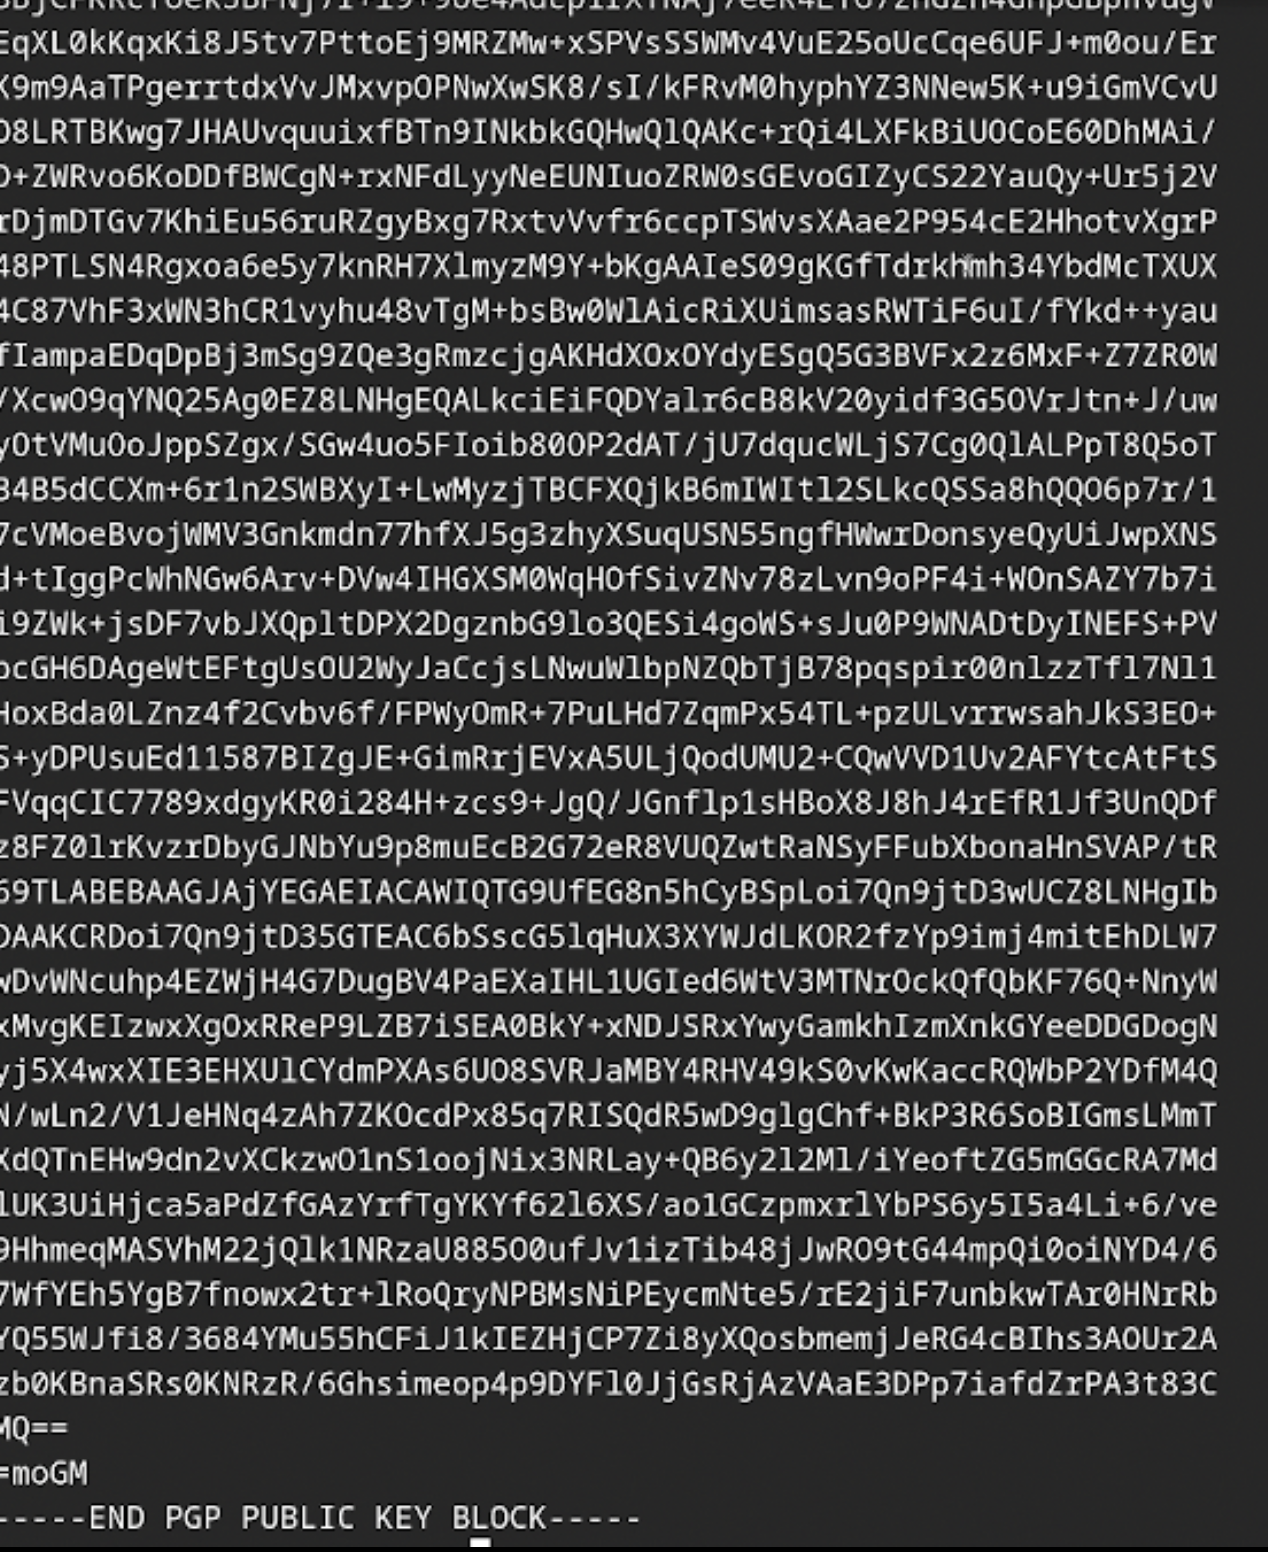 EqXL0kKqxKi8J5tv7PttoEj9MRZMw+xSPVsSSWMv4VuE25oUcCqe6UFJ+m0ou/Er
K9m9AaTPgerrtdxVvJMxvpOPNwXwSK8/sI/kFRvM0hyphYZ3NNew5K+u9iGmVCvU
D8LRTBKwg7JHAUvquuixfBTn9INkbkGQHwQlQAKc+rQi4LXFkBiUOCoE60DhMAi/
D+ZWRvo6KoDDfBWCgN+rxNFdLyyNeEUNIuoZRW0sGEvoGIZyCS22YauQy+Ur5j2V
rDjmDTGv7KhiEu56ruRZgyBxg7RxtvVvfr6ccpTSWvsXAae2P954cE2HhotvXgrP
48PTLSN4Rgxoa6e5y7knRH7XlmyzM9Y+bKgAAIeS09gKGfTdrkhmh34YbdMcTXUX
4C87VhF3xWN3hCR1vyhu48vTgM+bsBw0WlAicRiXUimsasRWTiF6uI/fYkd++yau
fIampaEDqDpBj3mSg9ZQe3gRmzcjgAKHdXOxOYdyESgQ5G3BVFx2z6MxF+Z7ZR0W
/XcwO9qYNQ25Ag0EZ8LNHgEQALkciEiFQDYalr6cB8kV20yidf3G5OVrJtn+J/uw
yOtVMuOoJppSZgx/SGw4uo5FIoib80OP2dAT/jU7dqucWLjS7Cg0QlALPpT8Q5oT
34B5dCCXm+6r1n2SWBXyI+LwMyzjTBCFXQjkB6mIWItl2SLkcQSSa8hQQO6p7r/1
7cVMoeBvojWMV3Gnkmdn77hfXJ5g3zhyXSuqUSN55ngfHWwrDonsyeQyUiJwpXNS
d+tIggPcWhNGw6Arv+DVw4IHGXSM0WqHOfSivZNv78zLvn9oPF4i+WOnSAZY7b7i
i9ZWk+jsDF7vbJXQpltDPX2DgznbG9lo3QESi4goWS+sJu0P9WNADtDyINEFS+PV
pcGH6DAgeWtEFtgUsOU2WyJaCcjsLNwuWlbpNZQbTjB78pqspir00nlzzTfl7Nl1
HoxBda0LZnz4f2Cvbv6f/FPWyOmR+7PuLHd7ZqmPx54TL+pzULvrrwsahJkS3EO+
S+yDPUsuEd11587BIZgJE+GimRrjEVxA5ULjQodUMU2+CQwVVD1Uv2AFYtcAtFtS
FVqqCIC7789xdgyKR0i284H+zcs9+JgQ/JGnflp1sHBoX8J8hJ4rEfR1Jf3UnQDf
z8FZ0lrKvzrDbyGJNbYu9p8muEcB2G72eR8VUQZwtRaNSyFFubXbonaHnSVAP/tR
69TLABEBAAGJAjYEGAEIACAWIQTG9UfEG8n5hCyBSpLoi7Qn9jtD3wUCZ8LNHgIb
DAAKCRDoi7Qn9jtD35GTEAC6bSscG5lqHuX3XYWJdLKOR2fzYp9imj4mitEhDLW7
wDvWNcuhp4EZWjH4G7DugBV4PaEXaIHL1UGIed6WtV3MTNrOckQfQbKF76Q+NnyW
xMvgKEIzwxXgOxRReP9LZB7iSEA0BkY+xNDJSRxYwyGamkhIzmXnkGYeeDDGDogN
yj5X4wxXIE3EHXUlCYdmPXAs6UO8SVRJaMBY4RHV49kS0vKwKaccRQWbP2YDfM4Q
N/wLn2/V1JeHNq4zAh7ZKOcdPx85q7RISQdR5wD9glgChf+BkP3R6SoBIGmsLMmT
XdQTnEHw9dn2vXCkzwO1nS1oojNix3NRLay+QB6y2l2Ml/iYeoftZG5mGGcRA7Md
lUK3UiHjca5aPdZfGAzYrfTgYKYf62l6XS/ao1GCzpmxrlYbPS6y5I5a4Li+6/ve
9HhmeqMASVhM22jQlk1NRzaU885O0ufJv1izTib48jJwRO9tG44mpQi0oiNYD4/6
7WfYEh5YgB7fnowx2tr+lRoQryNPBMsNiPEycmNte5/rE2jiF7unbkwTAr0HNrRb
YQ55WJfi8/3684YMu55hCFiJ1kIEZHjCP7Zi8yXQosbmemjJeRG4cBIhs3AOUr2A
zb0KBnaSRs0KNRzR/6Ghsimeop4p9DYFl0JjGsRjAzVAaE3DPp7iafdZrPA3t83C
MQ==
=moGM
-----END PGP PUBLIC KEY BLOCK-----